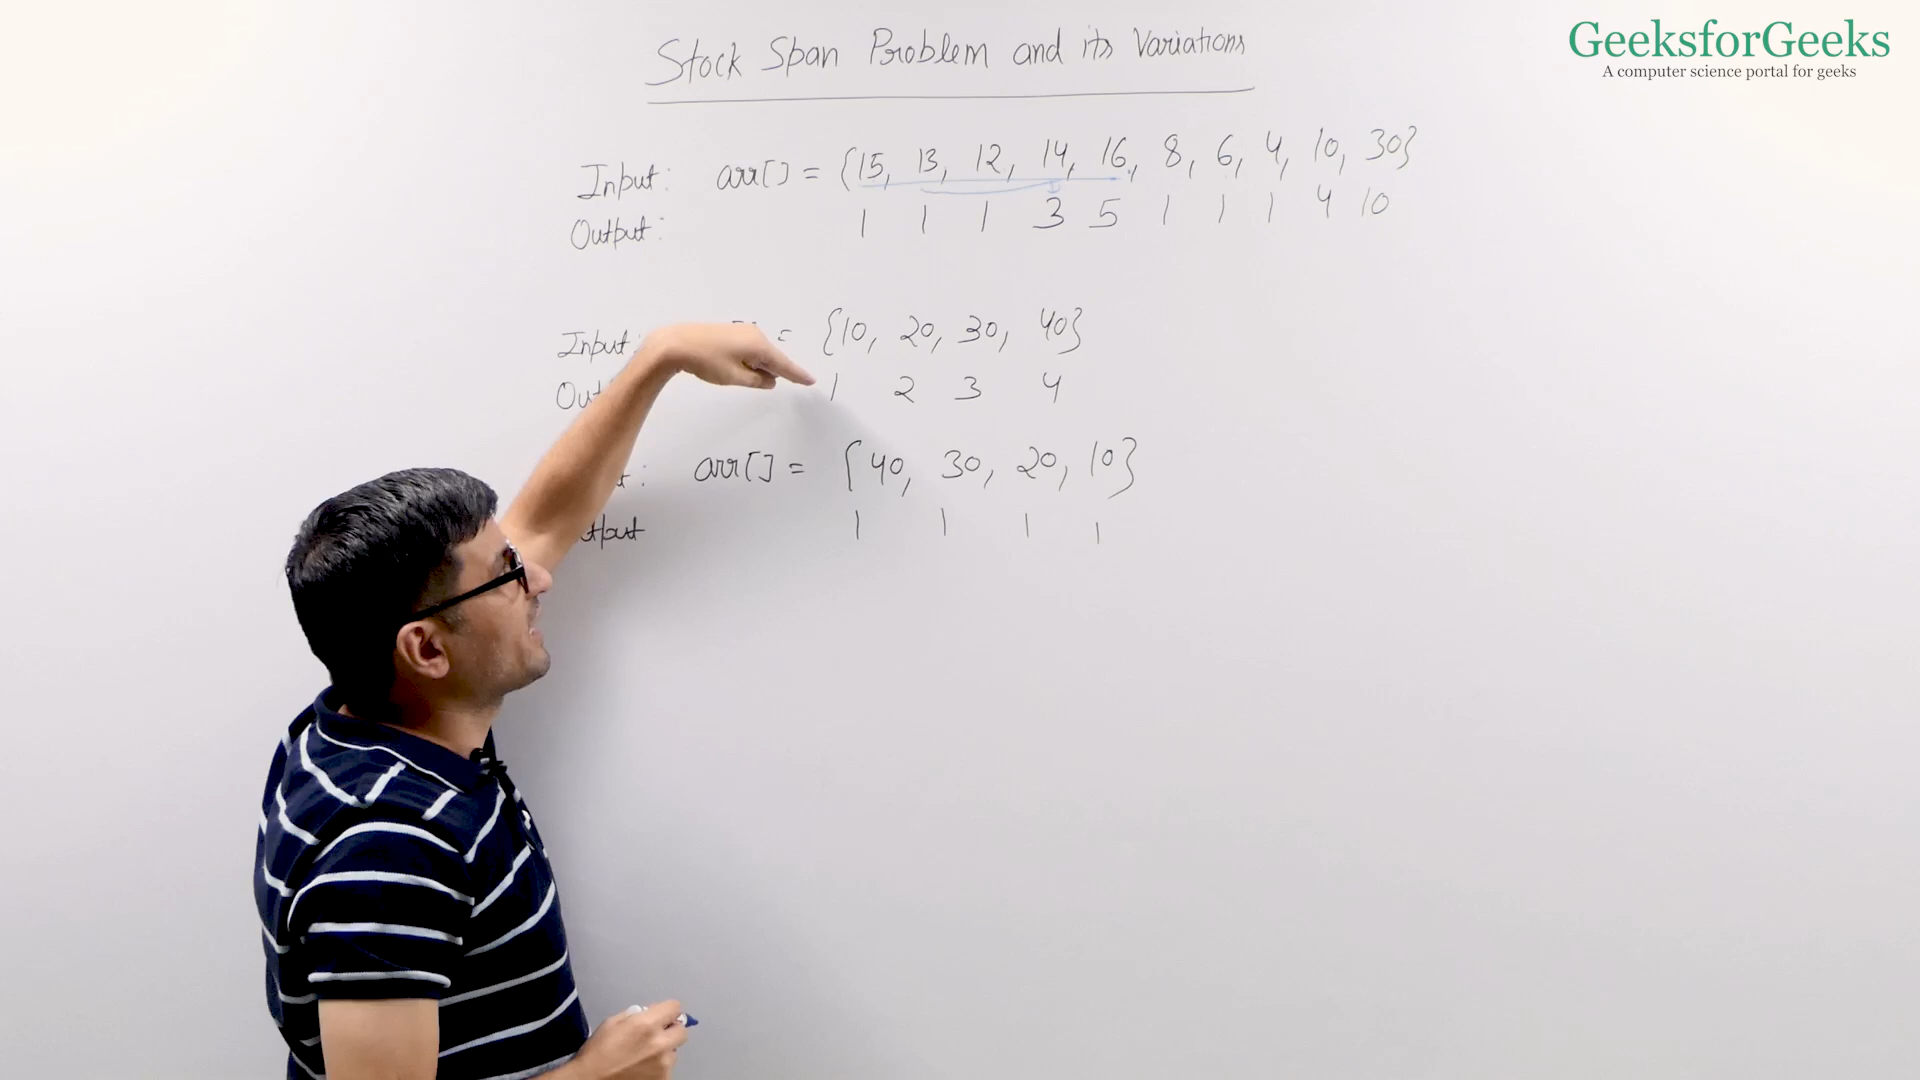 GeeksforGeeks
A computer science portal for geeks
Stock Span Problem and its Variations
Input: arr[] = {15, 13, 12, 14, 16, 8, 6, 4, 10, 30}
Output: 1 1 1 3 5 1 1 1 4 10
Input: = {10, 20, 30, 40}
Out 1 2 3 4
t: arr[] = {40, 30, 20, 10}
tput 1 1 1 1